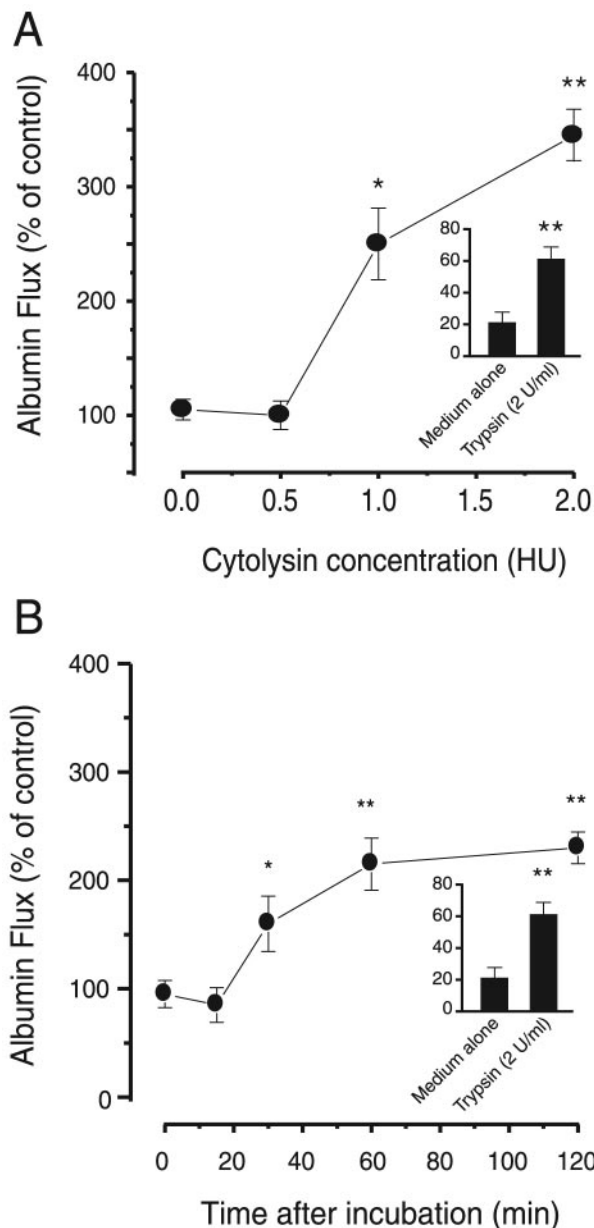 A
Albumin Flux (% of control)
400
300
200
100
**
*
80
60
40
20
0
**
Medium alone
Trypsin (2 U/ml)
0.0 0.5 1.0 1.5 2.0
Cytolysin concentration (HU)
B
Albumin Flux (% of control)
400
300
200
100
0
*
**
**
80
60
40
20
0
**
Medium alone
Trypsin (2 U/ml)
0 20 40 60 80 100 120
Time after incubation (min)